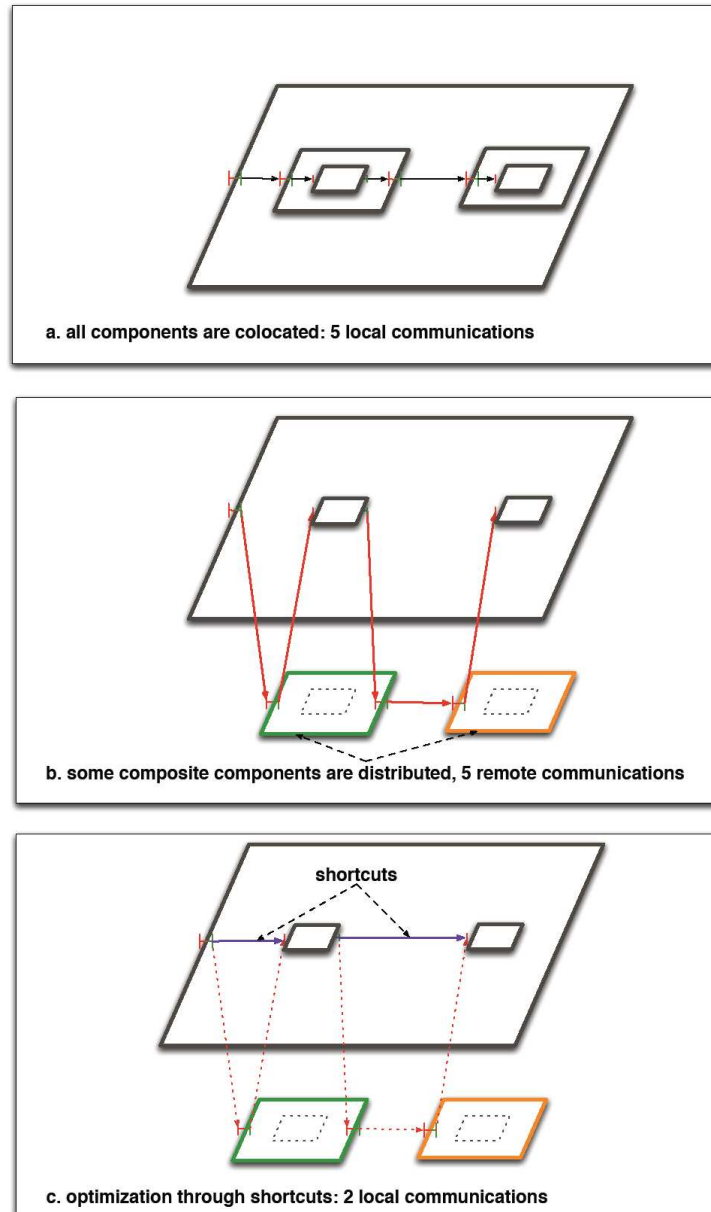 a. all components are colocated: 5 local communications
b. some composite components are distributed, 5 remote communications
shortcuts
c. optimization through shortcuts: 2 local communications